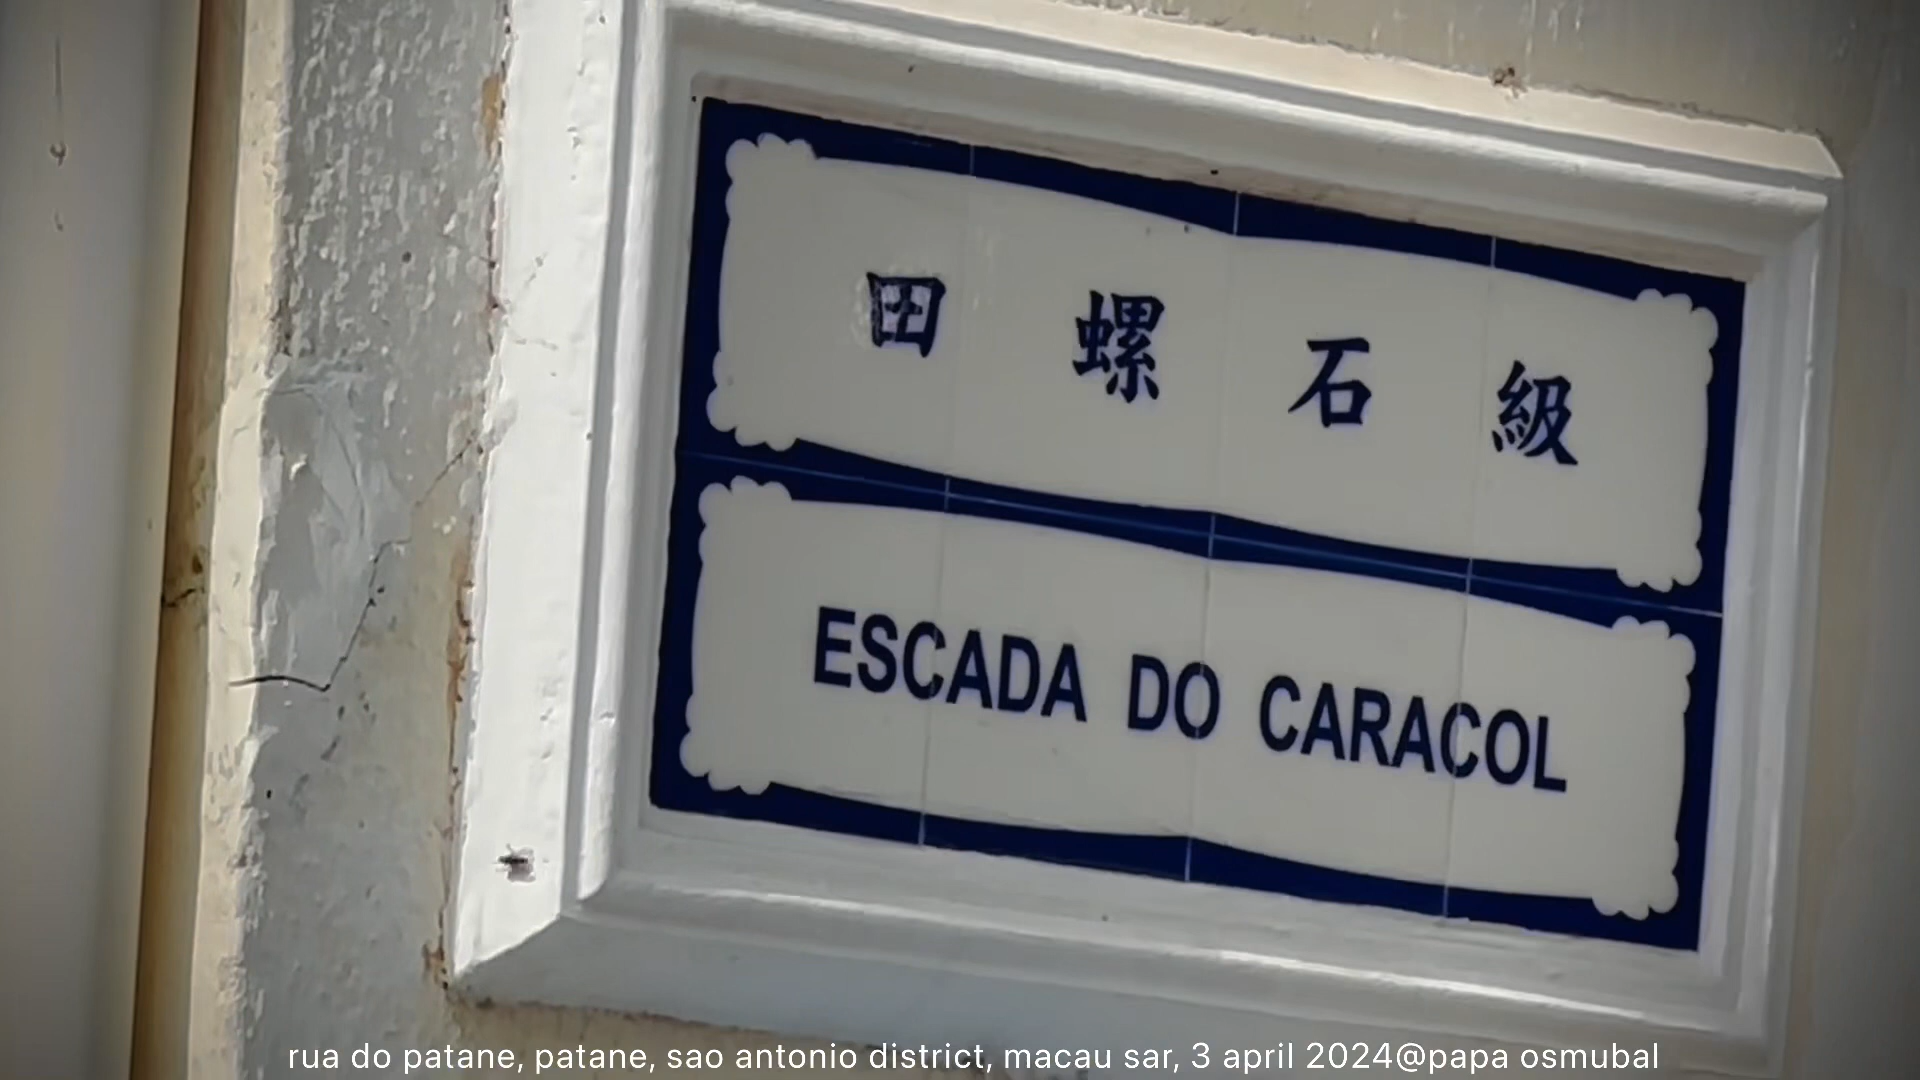 田螺石級
ESCADA DO CARACOL
rua do patane, patane, sao antonio district, macau sar, 3 april 2024@papa osmubal